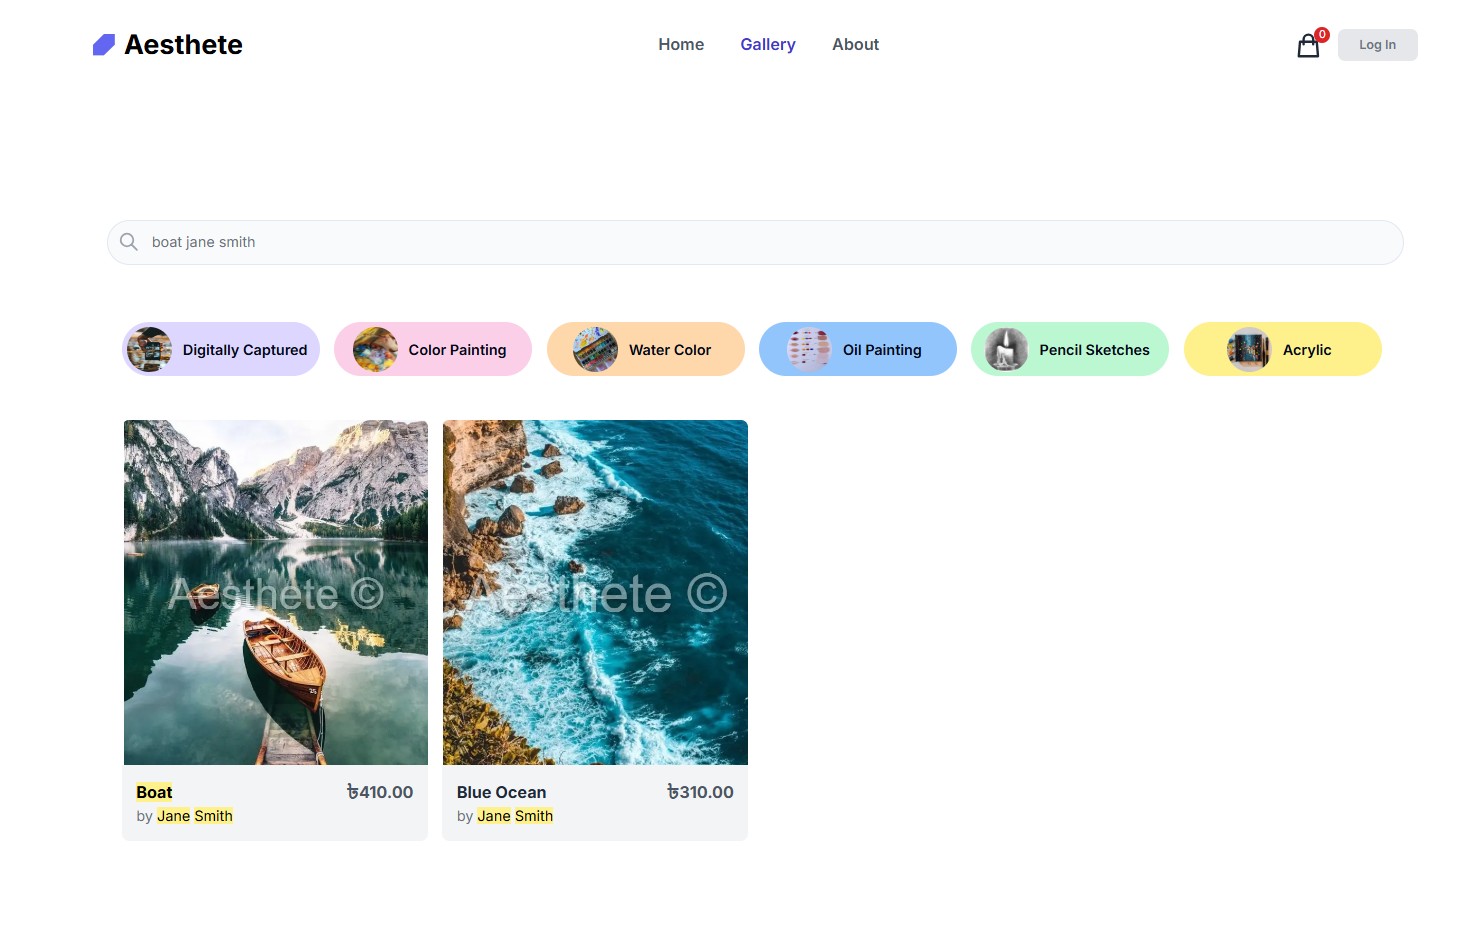 Aesthete
Home Gallery About
0
Log In
boat jane smith
Digitally Captured
Color Painting
Water Color
Oil Painting
Pencil Sketches
Acrylic
Aesthete ©
25
Aesthete ©
Boat ৳410.00
by Jane Smith
Blue Ocean ৳310.00
by Jane Smith